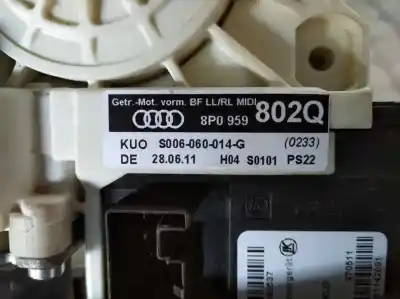 Getr.-Mot. vorm. BF LL/RL MIDI
8P0 959 802Q
KUO S006-060-014-G (0233)
DE 28.06.11 H04 S0101 PS22